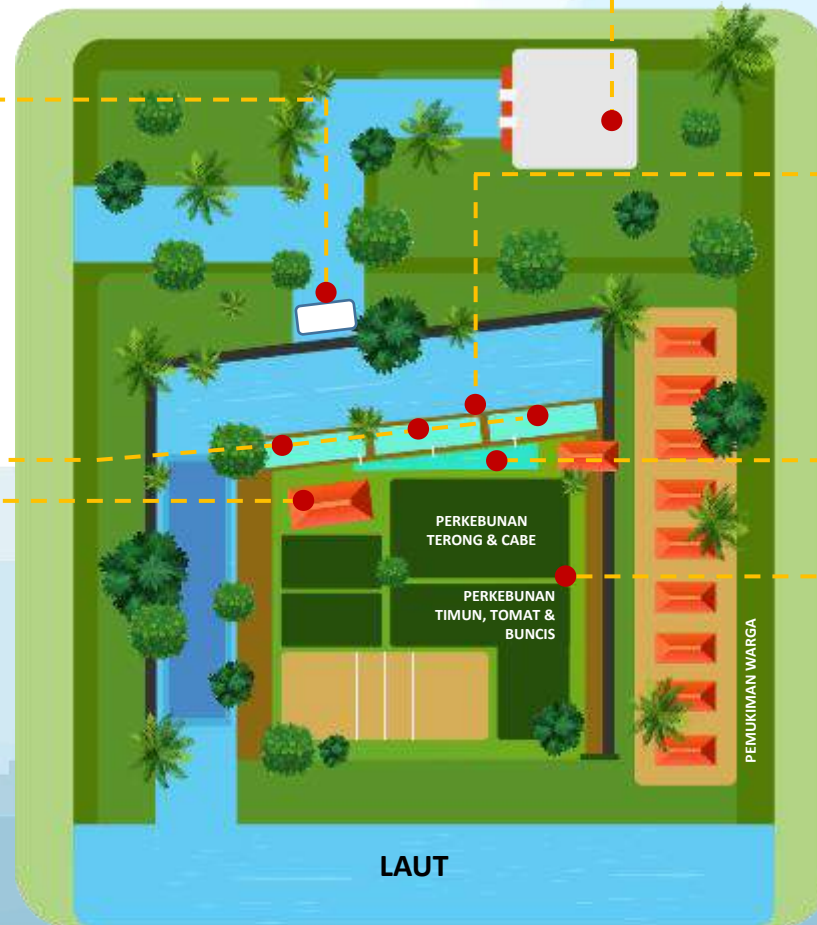 PERKEBUNAN
TERONG & CABE
PERKEBUNAN
TIMUN, TOMAT &
BUNCIS
PEMUKIMAN WARGA
LAUT